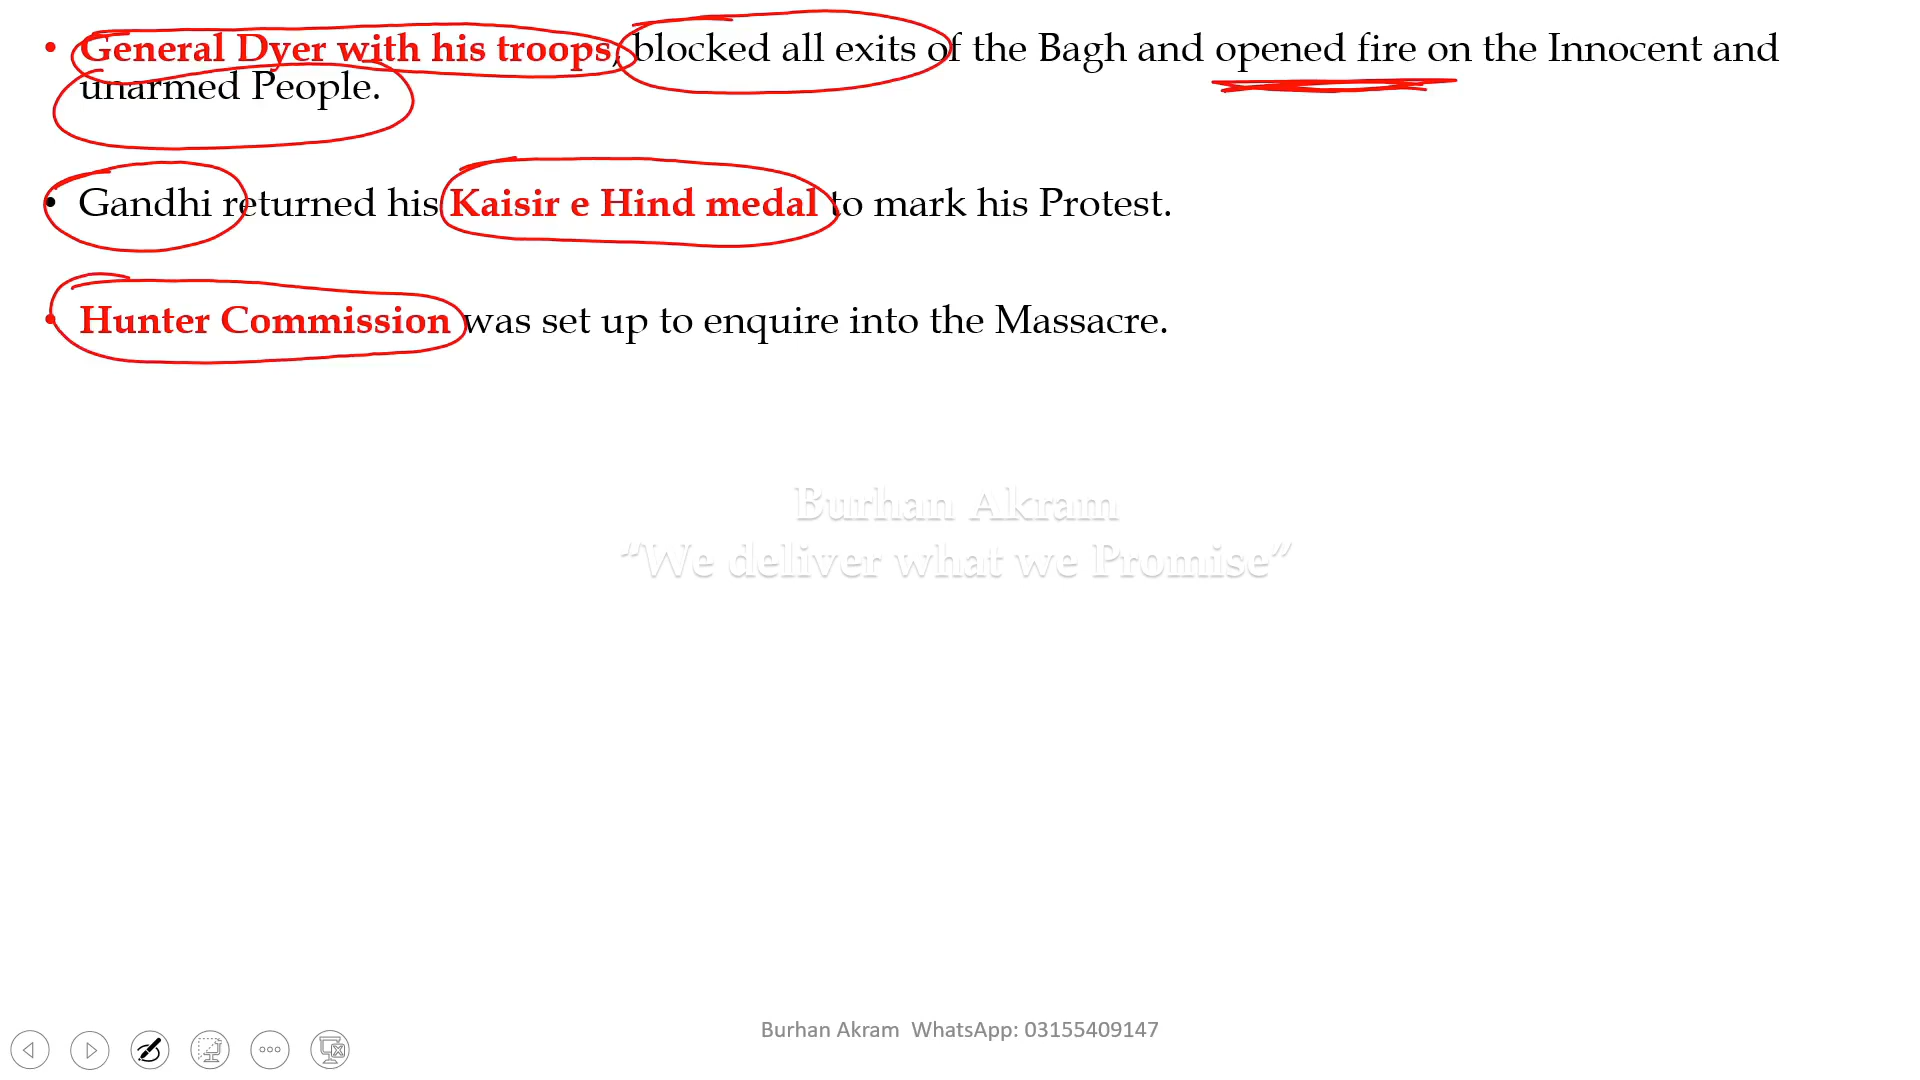 • General Dyer with his troops, blocked all exits of the Bagh and opened fire on the Innocent and
unarmed People.
• Gandhi returned his Kaisir e Hind medal to mark his Protest.
• Hunter Commission was set up to enquire into the Massacre.
Burhan Akram
“We deliver what we Promise”
Burhan Akram WhatsApp: 03155409147